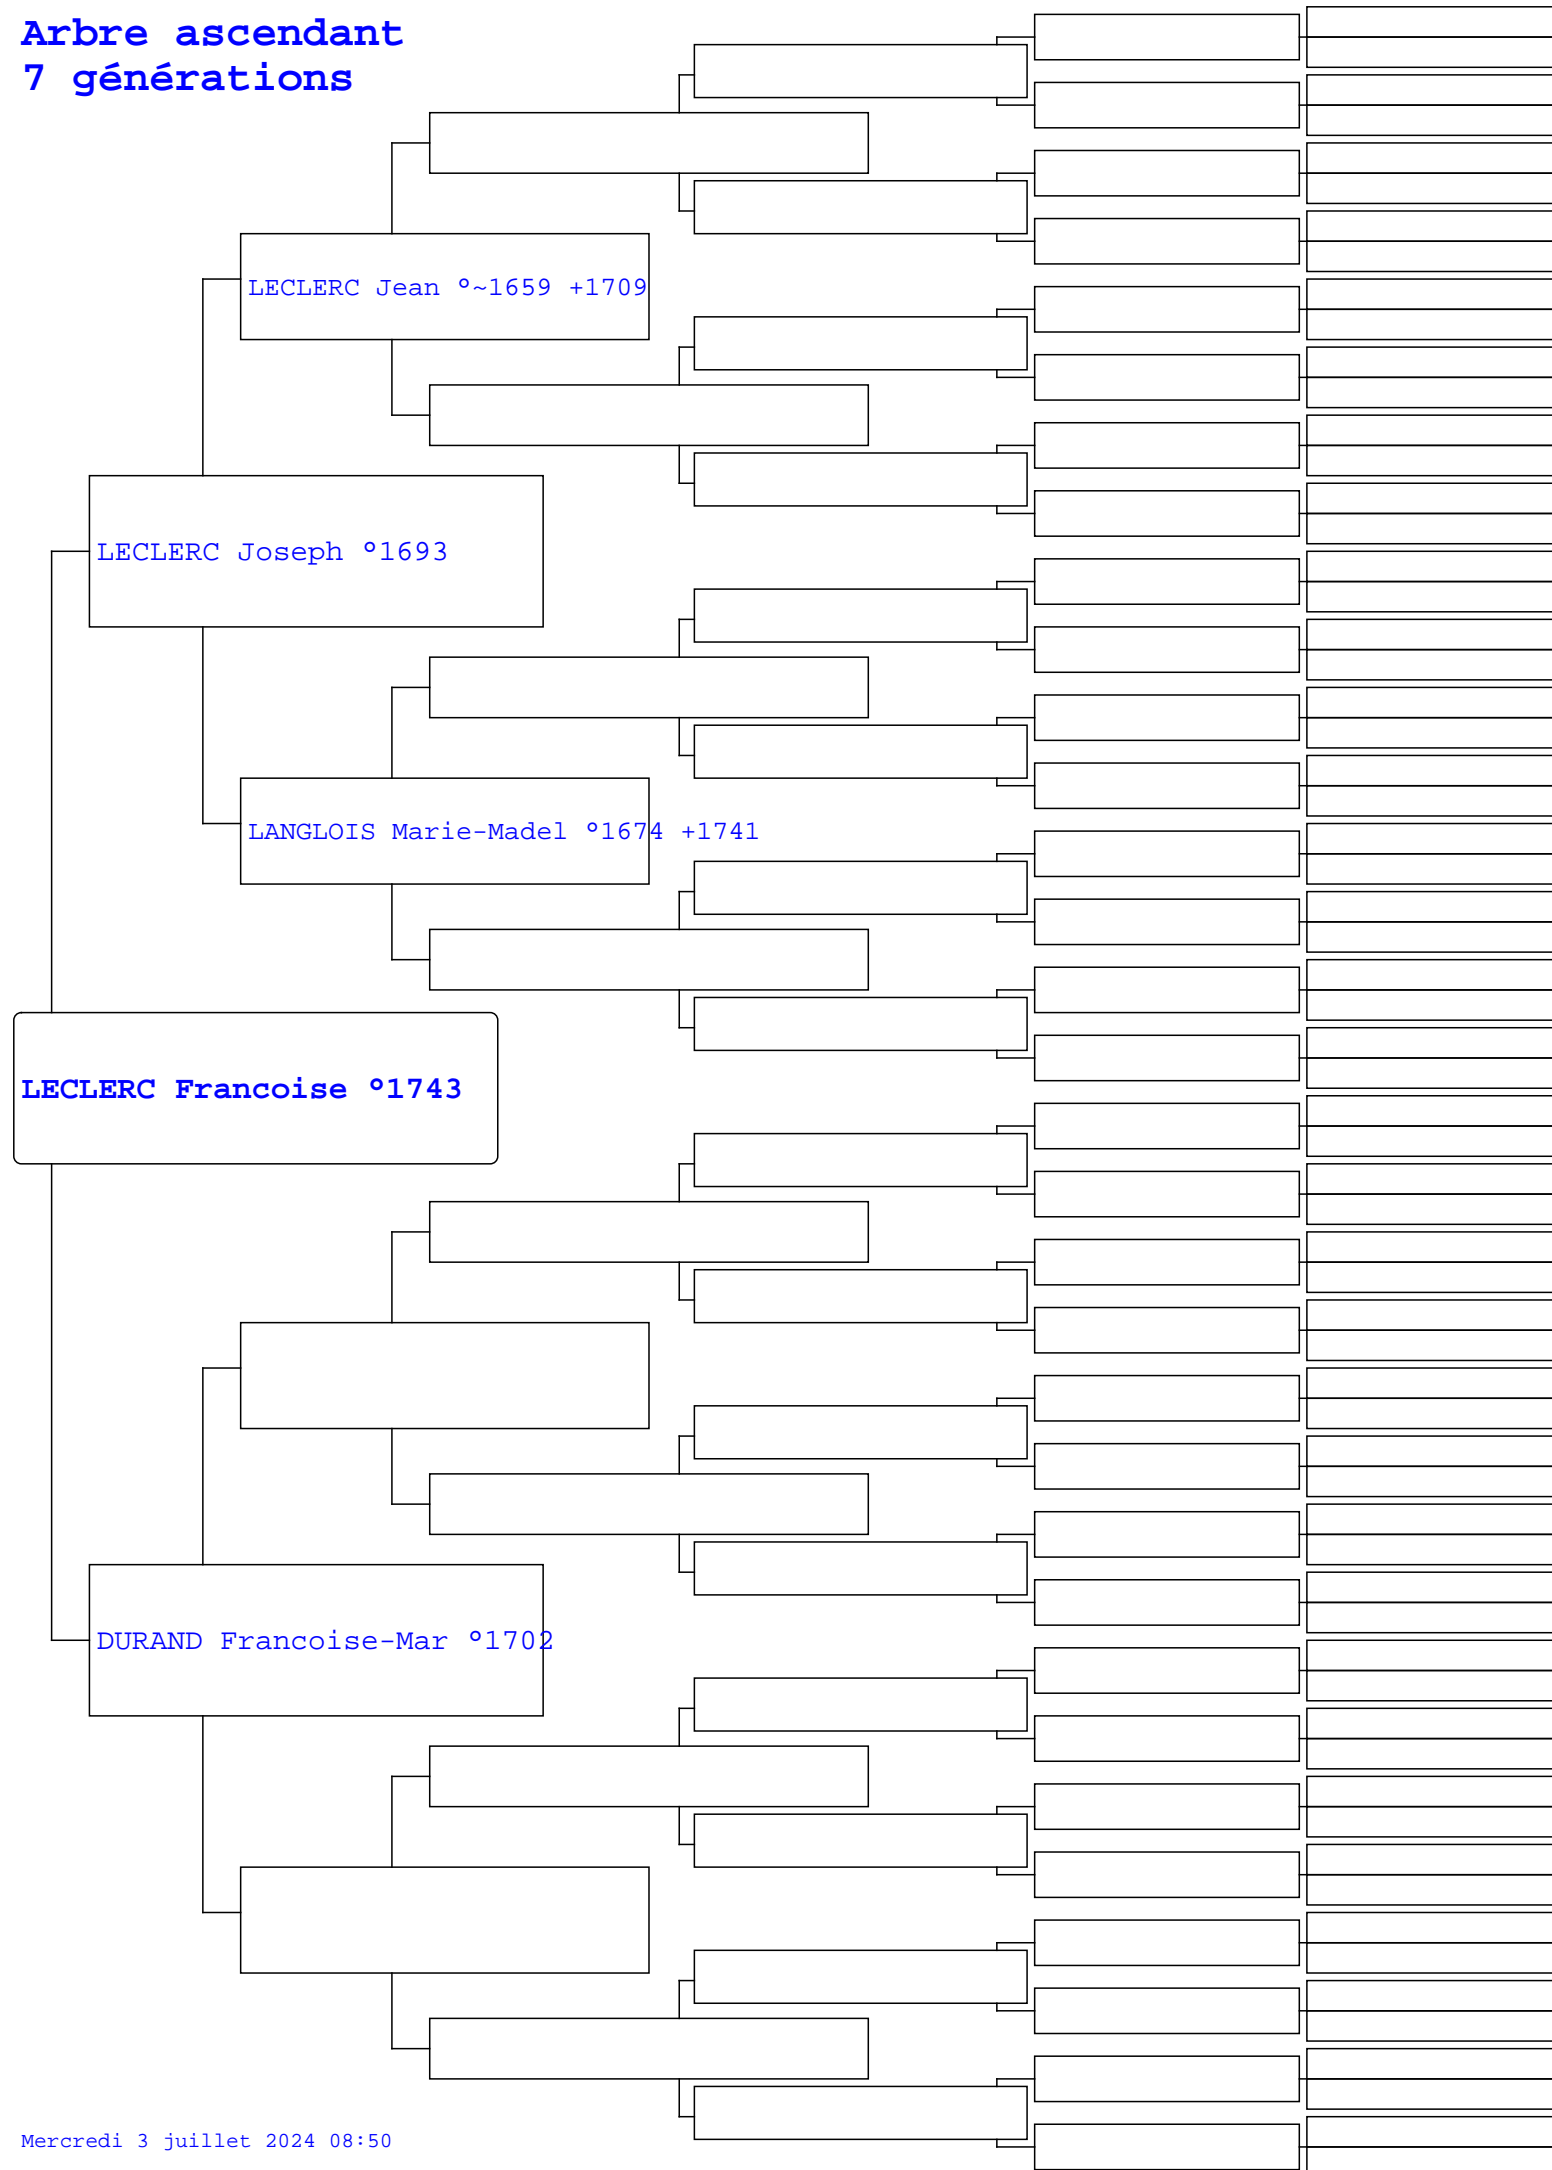 Arbre ascendant
7 générations
LECLERC Jean °~1659 +1709
LECLERC Joseph °1693
LANGLOIS Marie-Madel °1674 +1741
LECLERC Francoise °1743
DURAND Francoise-Mar °1702
Mercredi 3 juillet 2024 08:50